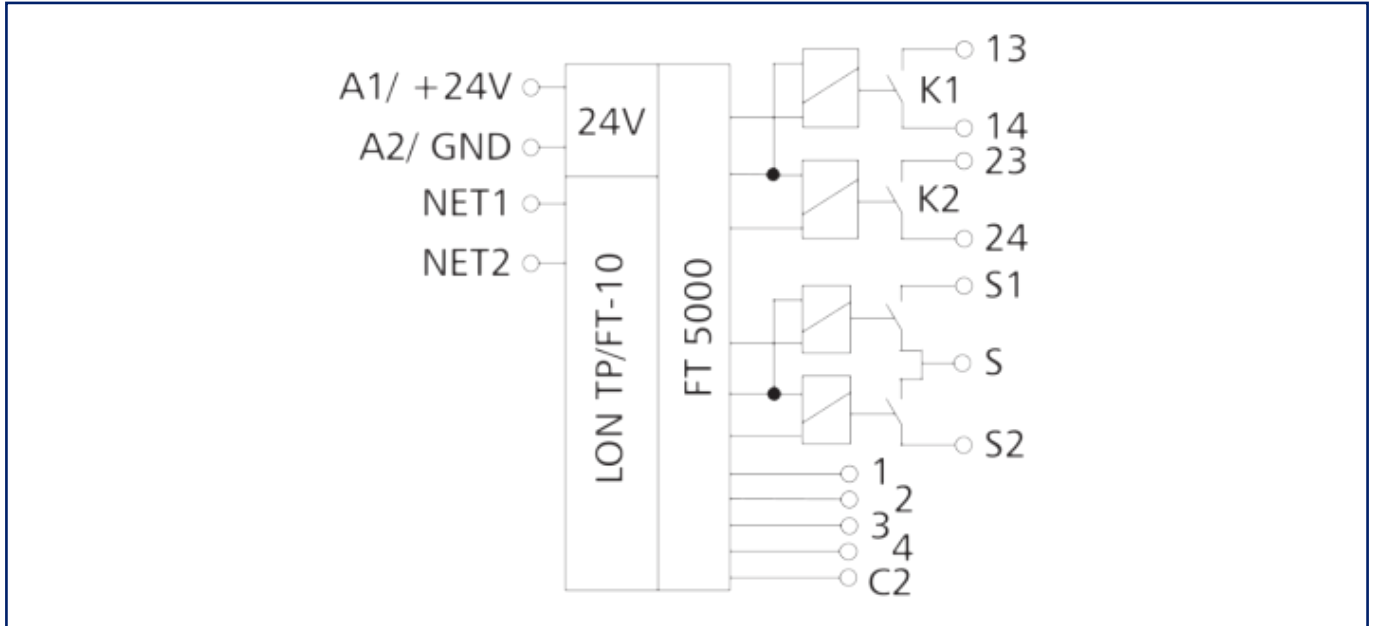 A1/ +24V
A2/ GND
NET1
NET2
24V
LON TP/FT-10
FT 5000
13
K1
14
23
K2
24
S1
S
S2
1
2
3
4
C2